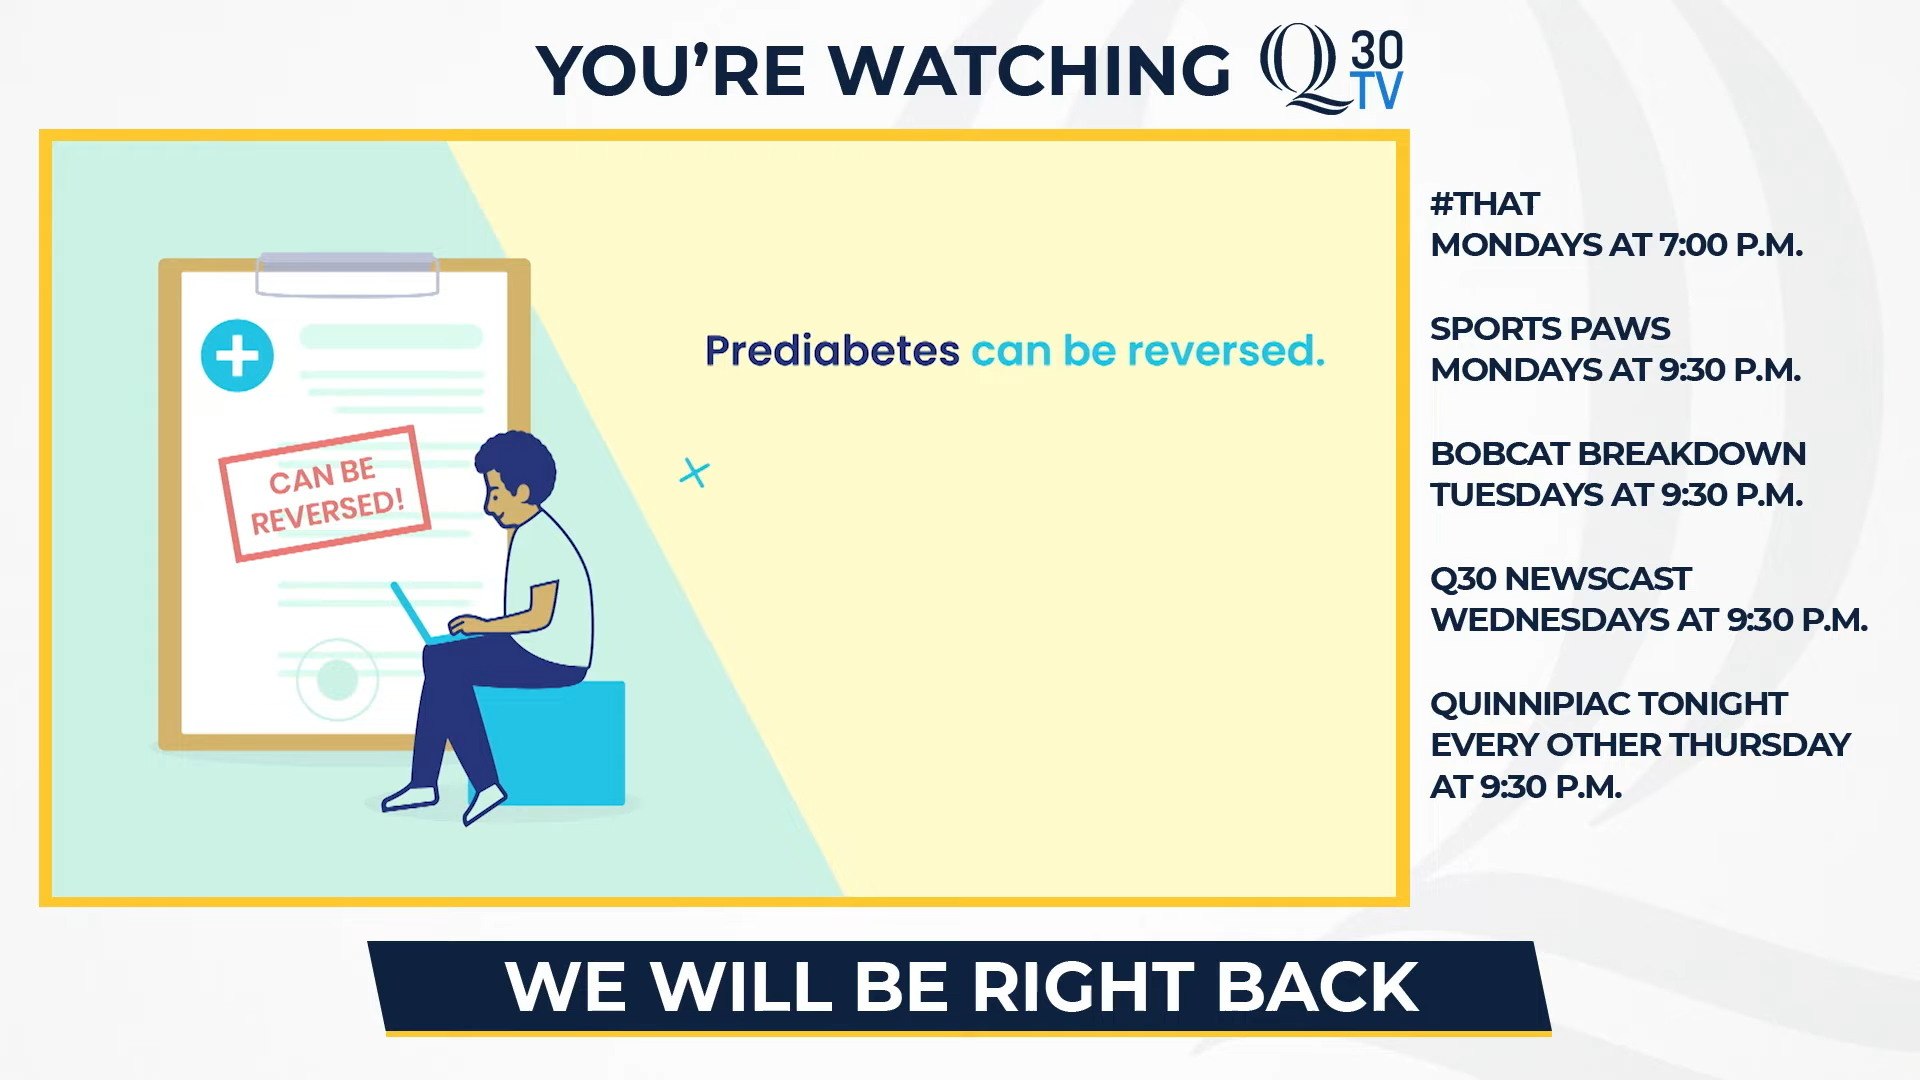 YOU'RE WATCHING Q 30
TV
CAN BE
REVERSED!
Prediabetes can be reversed.
#THAT
MONDAYS AT 7:00 P.M.
SPORTS PAWS
MONDAYS AT 9:30 P.M.
BOBCAT BREAKDOWN
TUESDAYS AT 9:30 P.M.
Q30 NEWSCAST
WEDNESDAYS AT 9:30 P.M.
QUINNIPIAC TONIGHT
EVERY OTHER THURSDAY
AT 9:30 P.M.
WE WILL BE RIGHT BACK